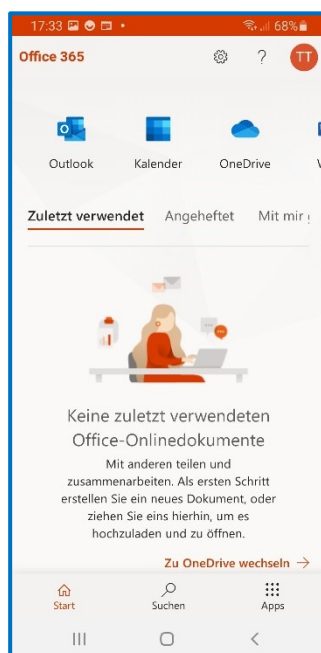 17:33 68%
Office 365 ? TT
Outlook Kalender OneDrive
Zuletzt verwendet Angeheftet Mit mir
Keine zuletzt verwendeten
Office-Onlinedokumente
Mit anderen teilen und
zusammenarbeiten. Als ersten Schritt
erstellen Sie ein neues Dokument, oder
ziehen Sie eins hierhin, um es
hochzuladen und zu öffnen.
Zu OneDrive wechseln →
Start Suchen Apps